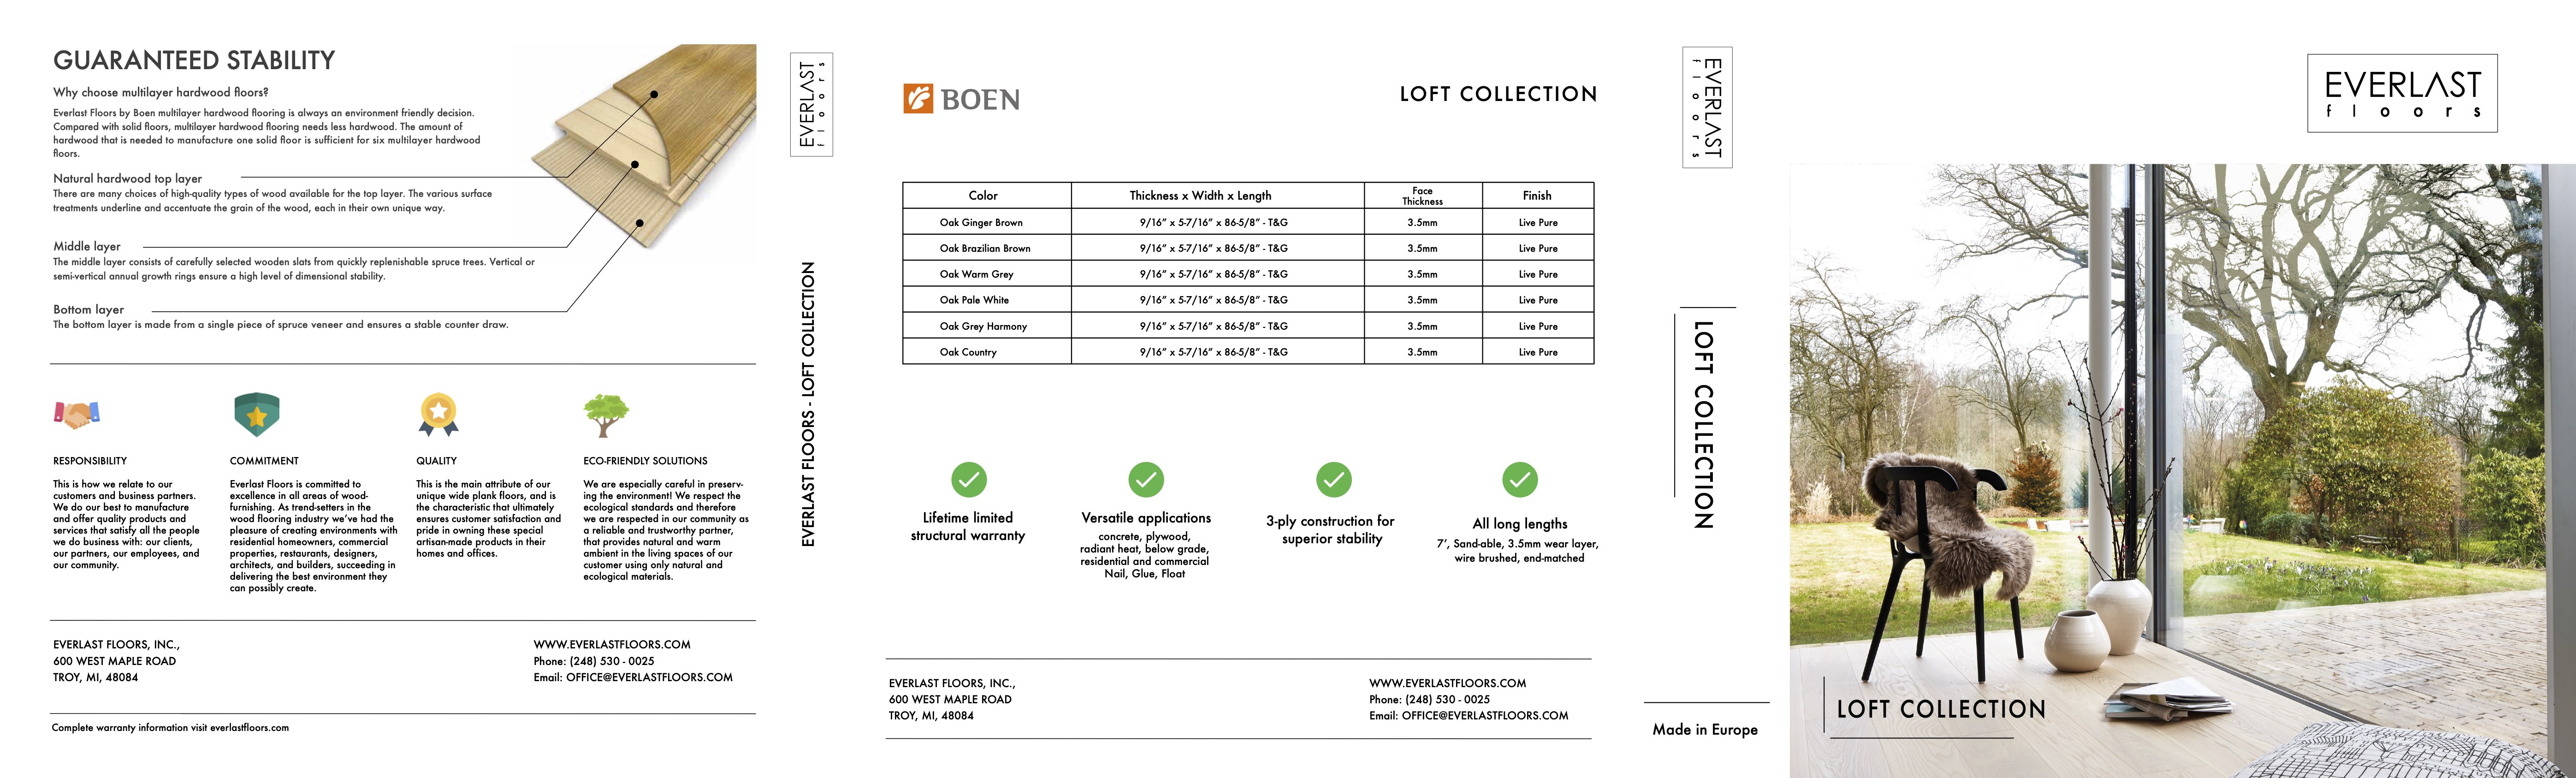 GUARANTEED STABILITY
Why choose multilayer hardwood floors?
Everlast Floors by Boen multilayer hardwood flooring is always an environment friendly decision.
Compared with solid floors, multilayer hardwood flooring needs less hardwood. The amount of
hardwood that is needed to manufacture one solid floor is sufficient for six multilayer hardwood
floors.
Natural hardwood top layer
There are many choices of high-quality types of wood available for the top layer. The various surface
treatments underline and accentuate the grain of the wood, each in their own unique way.
Middle layer
The middle layer consists of carefully selected wooden slats from quickly replenishable spruce trees. Vertical or
semi-vertical annual growth rings ensure a high level of dimensional stability.
Bottom layer
The bottom layer is made from a single piece of spruce veneer and ensures a stable counter draw.
RESPONSIBILITY
This is how we relate to our
customers and business partners.
We do our best to manufacture
and offer quality products and
services that satisfy all the people
we do business with: our clients,
our partners, our employees, and
our community.
COMMITMENT
Everlast Floors is committed to
excellence in all areas of wood-
furnishing. As trend-setters in the
wood flooring industry we've had the
pleasure of creating environments with
residential homeowners, commercial
properties, restaurants, designers,
architects, and builders, succeeding in
delivering the best environment they
can possibly create.
QUALITY
This is the main attribute of our
unique wide plank floors, and is
the characteristic that ultimately
ensures customer satisfaction and
pride in owning these special
artisan-made products in their
homes and offices.
ECO-FRIENDLY SOLUTIONS
We are especially careful in preserv-
ing the environment! We respect the
ecological standards and therefore
we are respected in our community as
a reliable and trustworthy partner,
that provides natural and warm
ambient in the living spaces of our
customer using only natural and
ecological materials.
EVERLAST FLOORS, INC.,
600 WEST MAPLE ROAD
TROY, MI, 48084
WWW.EVERLASTFLOORS.COM
Phone: (248) 530 - 0025
Email: OFFICE@EVERLASTFLOORS.COM
Complete warranty information visit everlastfloors.com
EVERLAST
floors
EVERLAST FLOORS - LOFT COLLECTION
BOEN
LOFT COLLECTION
Color Thickness x Width x Length Face Thickness Finish
Oak Ginger Brown 9/16" x 5-7/16" x 86-5/8" - T&G 3.5mm Live Pure
Oak Brazilian Brown 9/16" x 5-7/16" x 86-5/8" - T&G 3.5mm Live Pure
Oak Warm Grey 9/16" x 5-7/16" x 86-5/8" - T&G 3.5mm Live Pure
Oak Pale White 9/16" x 5-7/16" x 86-5/8" - T&G 3.5mm Live Pure
Oak Grey Harmony 9/16" x 5-7/16" x 86-5/8" - T&G 3.5mm Live Pure
Oak Country 9/16" x 5-7/16" x 86-5/8" - T&G 3.5mm Live Pure
Lifetime limited
structural warranty
Versatile applications
concrete, plywood,
radiant heat, below grade,
residential and commercial
Nail, Glue, Float
3-ply construction for
superior stability
All long lengths
7', Sand-able, 3.5mm wear layer,
wire brushed, end-matched
EVERLAST FLOORS, INC.,
600 WEST MAPLE ROAD
TROY, MI, 48084
WWW.EVERLASTFLOORS.COM
Phone: (248) 530 - 0025
Email: OFFICE@EVERLASTFLOORS.COM
EVERLAST
floors
LOFT COLLECTION
Made in Europe
EVERLAST
floors
LOFT COLLECTION